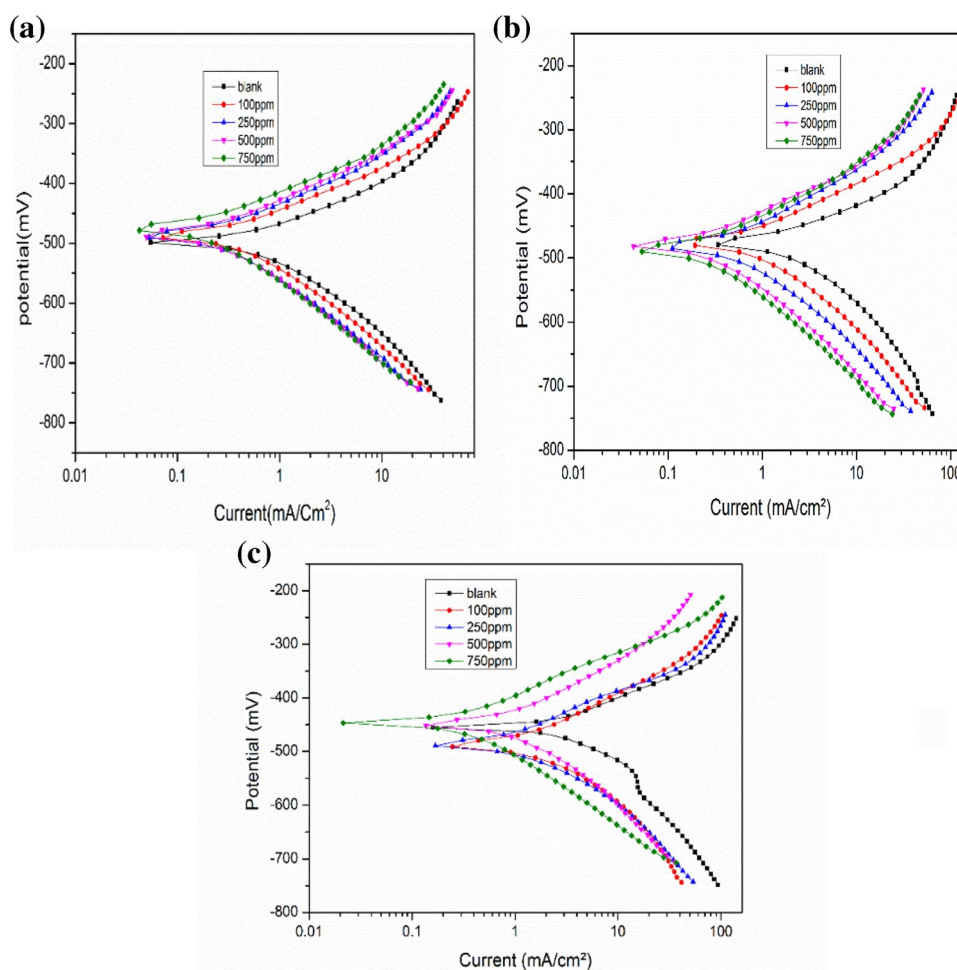 (a)
-200
-300
-400
-500
-600
-700
-800
potential(mV)
blank
100ppm
250ppm
500ppm
750ppm
0.01
0.1
1
10
Current(mA/Cm²)
(b)
-200
-300
-400
-500
-600
-700
-800
Potential (mV)
blank
100ppm
250ppm
500ppm
750ppm
0.01
0.1
1
10
100
Current (mA/cm²)
(c)
-200
-300
-400
-500
-600
-700
-800
Potential (mV)
blank
100ppm
250ppm
500ppm
750ppm
0.01
0.1
1
10
100
Current (mA/cm²)